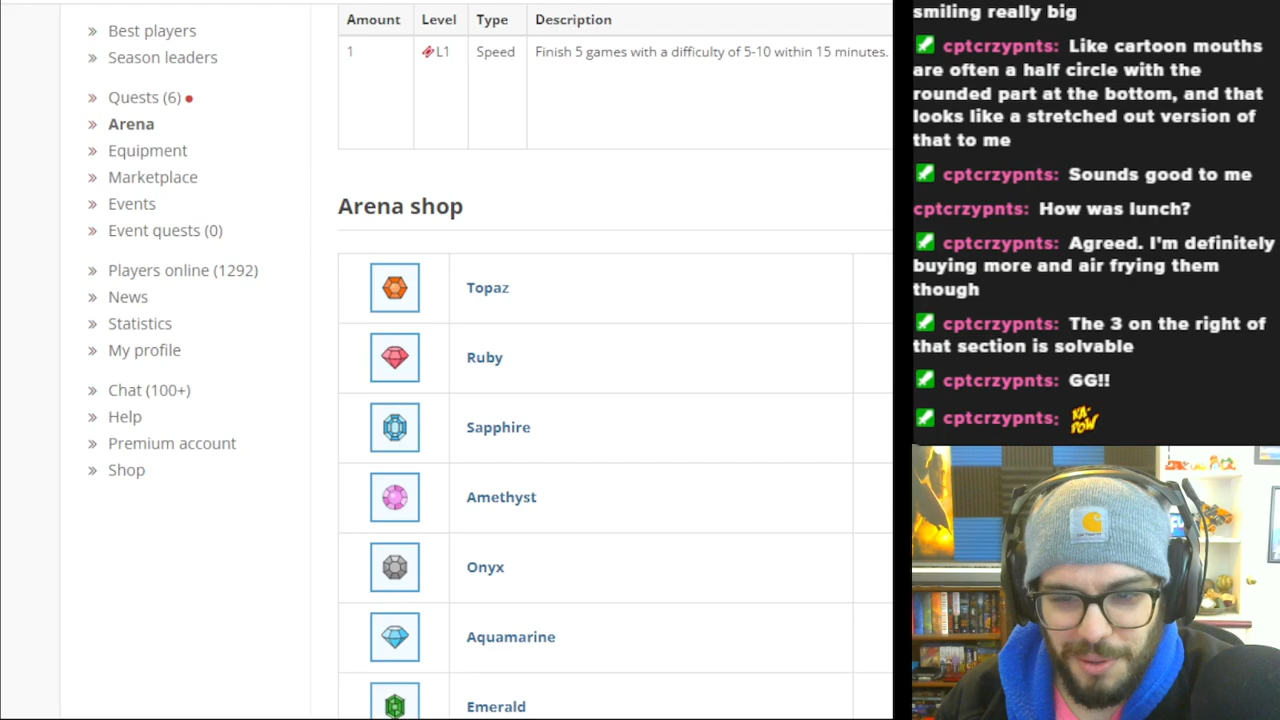 Best players
Season leaders
Quests (6)
Arena
Equipment
Marketplace
Events
Event quests (0)
Players online (1292)
News
Statistics
My profile
Chat (100+)
Help
Premium account
Shop
Amount Level Type Description
1 L1 Speed Finish 5 games with a difficulty of 5-10 within 15 minutes.
Arena shop
Topaz
Ruby
Sapphire
Amethyst
Onyx
Aquamarine
Emerald
smiling really big
cptcrzypnts: Like cartoon mouths
are often a half circle with the
rounded part at the bottom, and that
looks like a stretched out version of
that to me
cptcrzypnts: Sounds good to me
cptcrzypnts: How was lunch?
cptcrzypnts: Agreed. I'm definitely
buying more and air frying them
though
cptcrzypnts: The 3 on the right of
that section is solvable
cptcrzypnts: GG!!
cptcrzypnts: KA-
POW